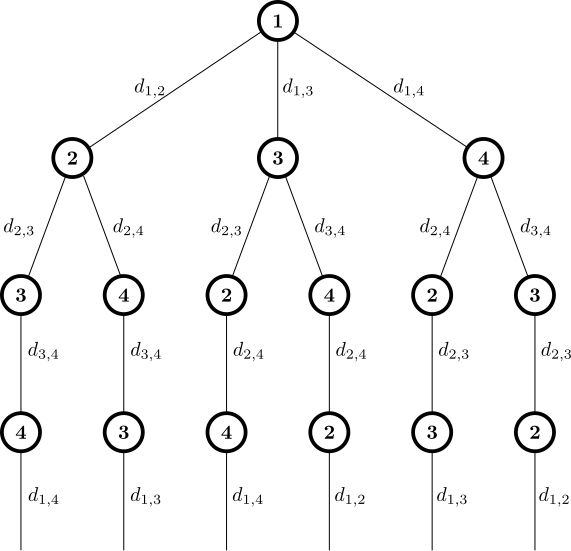 1
d1,2 d1,3 d1,4
2 3 4
d2,3 d2,4 d2,3 d3,4 d2,4 d3,4
3 4 2 4 2 3
d3,4 d3,4 d2,4 d2,4 d2,3 d2,3
4 3 4 2 3 2
d1,4 d1,3 d1,4 d1,2 d1,3 d1,2